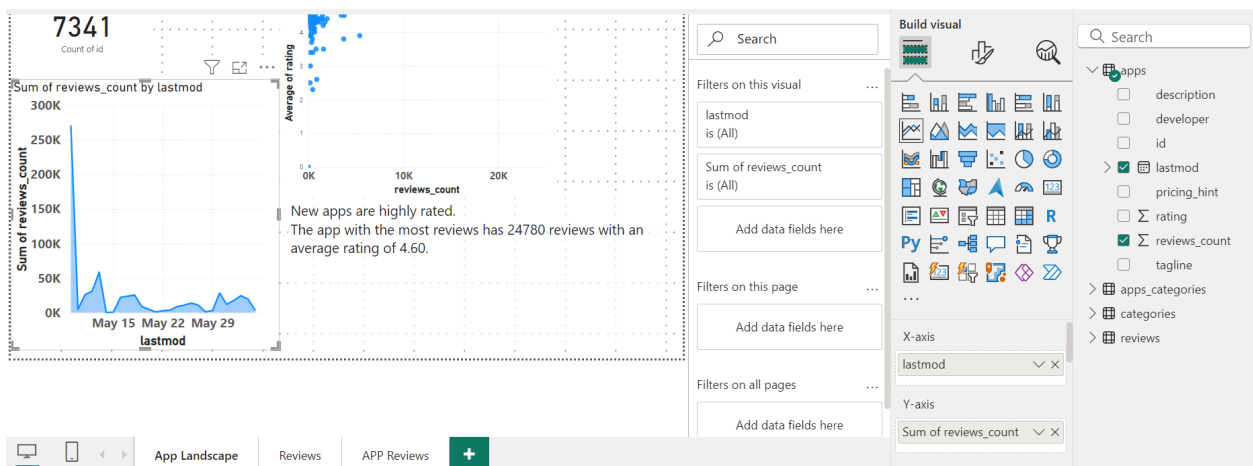 7341
Count of id
Sum of reviews_count by lastmod
300K
250K
200K
150K
100K
50K
0K
Sum of reviews_count
May 15 May 22 May 29
lastmod
Average of rating
4
3
2
1
0
0K 10K 20K
reviews_count
New apps are highly rated.
The app with the most reviews has 24780 reviews with an
average rating of 4.60.
Search
Filters on this visual
...
lastmod
is (All)
Sum of reviews_count
is (All)
Add data fields here
Filters on this page
...
Add data fields here
Filters on all pages
...
Add data fields here
Build visual
123
R
Py
123
...
X-axis
lastmod
Y-axis
Sum of reviews_count
Search
apps
description
developer
id
lastmod
pricing_hint
rating
reviews_count
tagline
apps_categories
categories
reviews
App Landscape
Reviews
APP Reviews
+